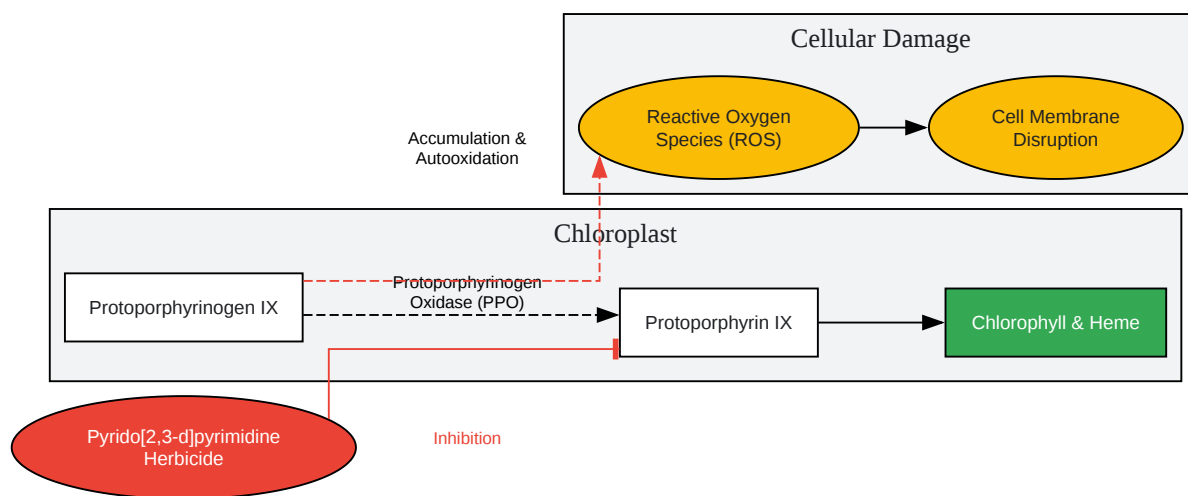 Cellular Damage
Reactive Oxygen
Species (ROS)
Cell Membrane
Disruption
Accumulation &
Autooxidation
Chloroplast
Protoporphyrinogen IX
Protoporphyrinogen
Oxidase (PPO)
Protoporphyrin IX
Chlorophyll & Heme
Pyrido[2,3-d]pyrimidine
Herbicide
Inhibition